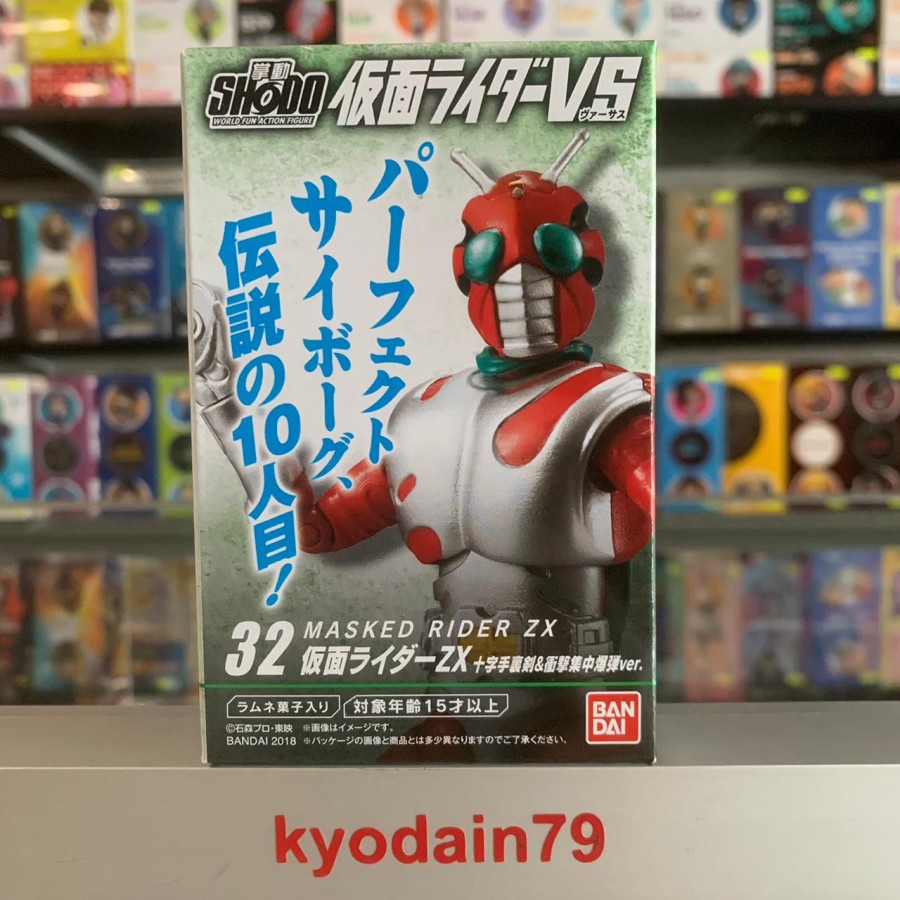 掌動
SHODO
WORLD FUN ACTION FIGURE
仮面ライダーVS
ヴァーサス
パーフェクト
サイボーグ、
伝説の10人目!
32
MASKED RIDER ZX
仮面ライダーZX 十字手裏剣&衝撃集中爆弾ver.
ラムネ菓子入り 対象年齢15才以上
©石森プロ・東映 ※画像はイメージです。
BANDAI 2018 ※パッケージの画像と商品とは多少異なりますのでご了承ください。
BAN
DAI
kyodain79